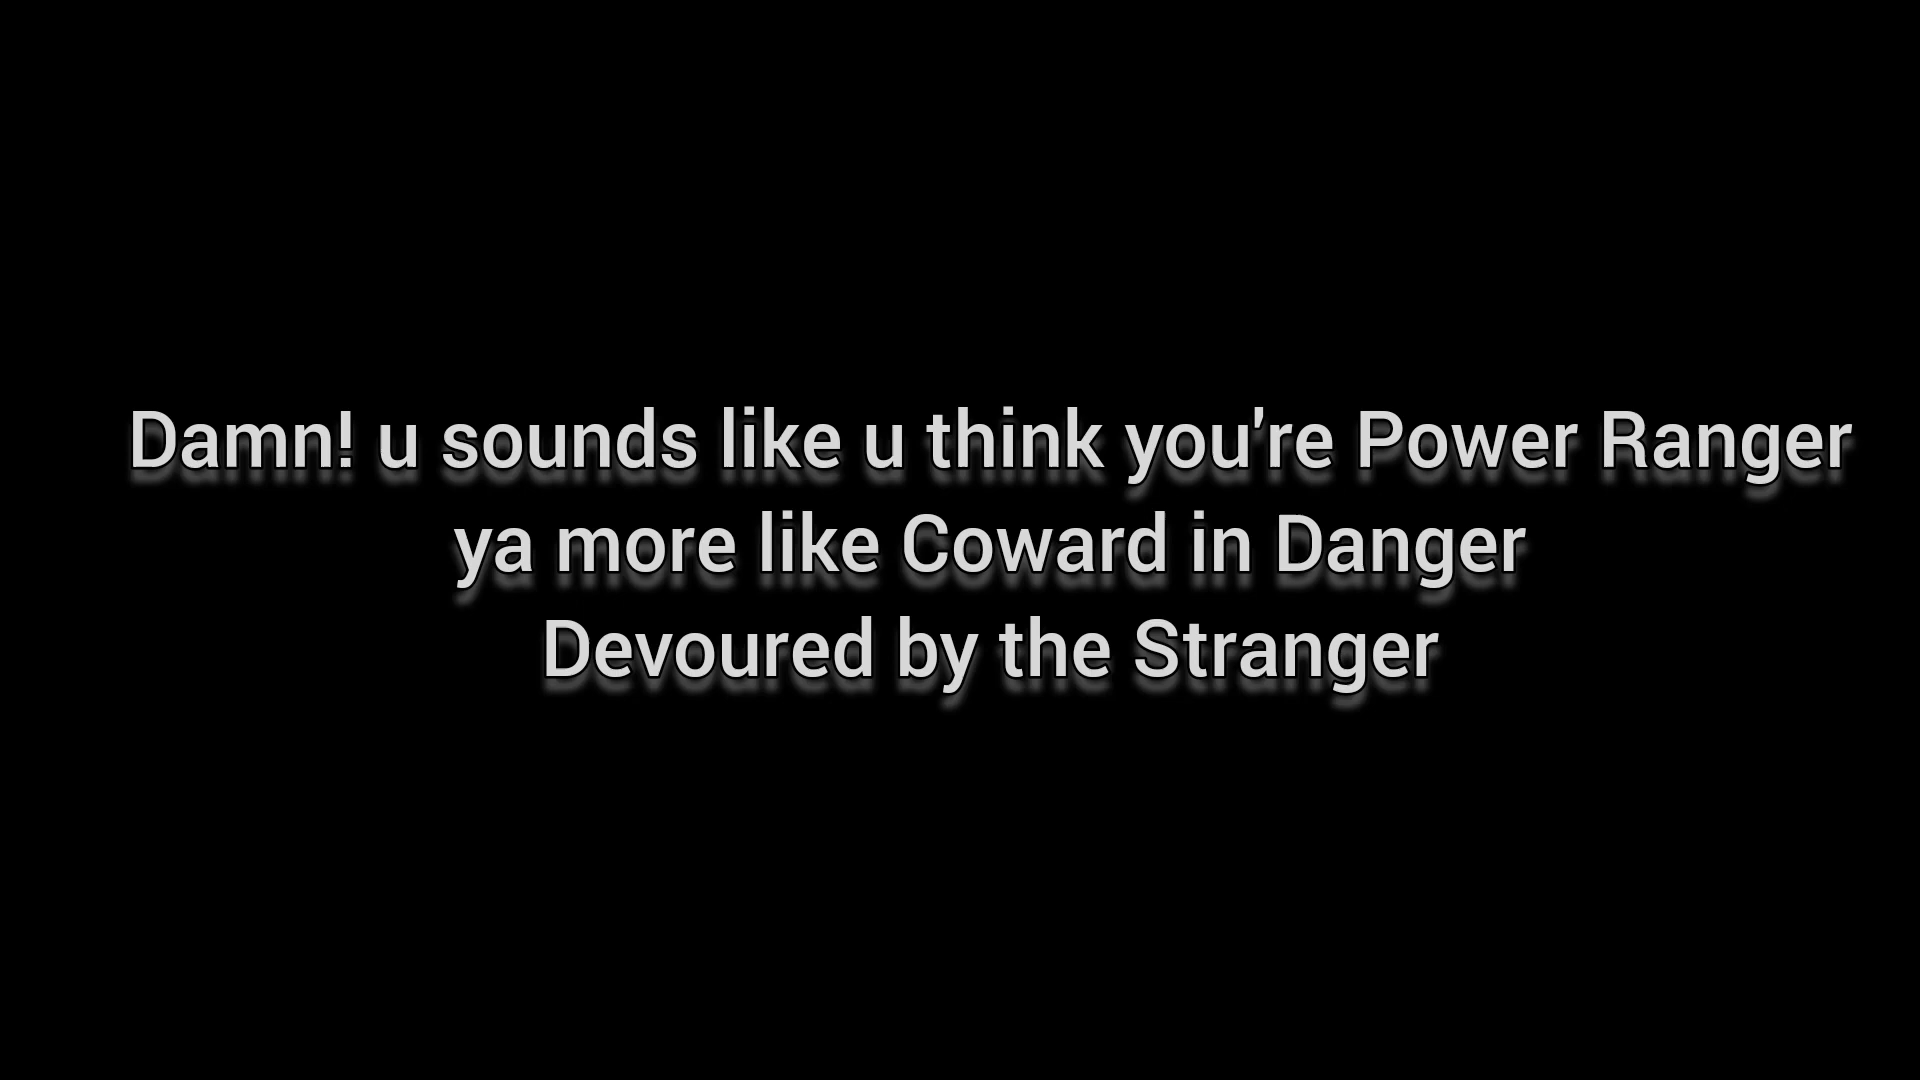 Damn! u sounds like u think you're Power Ranger
ya more like Coward in Danger
Devoured by the Stranger